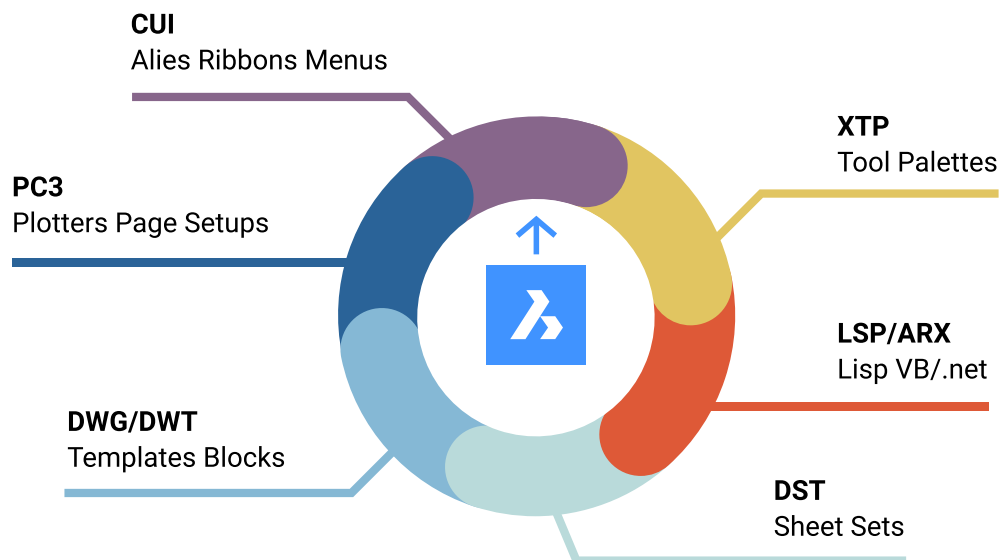 CUI
Alies Ribbons Menus
XTP
Tool Palettes
PC3
Plotters Page Setups
LSP/ARX
Lisp VB/.net
DWG/DWT
Templates Blocks
DST
Sheet Sets